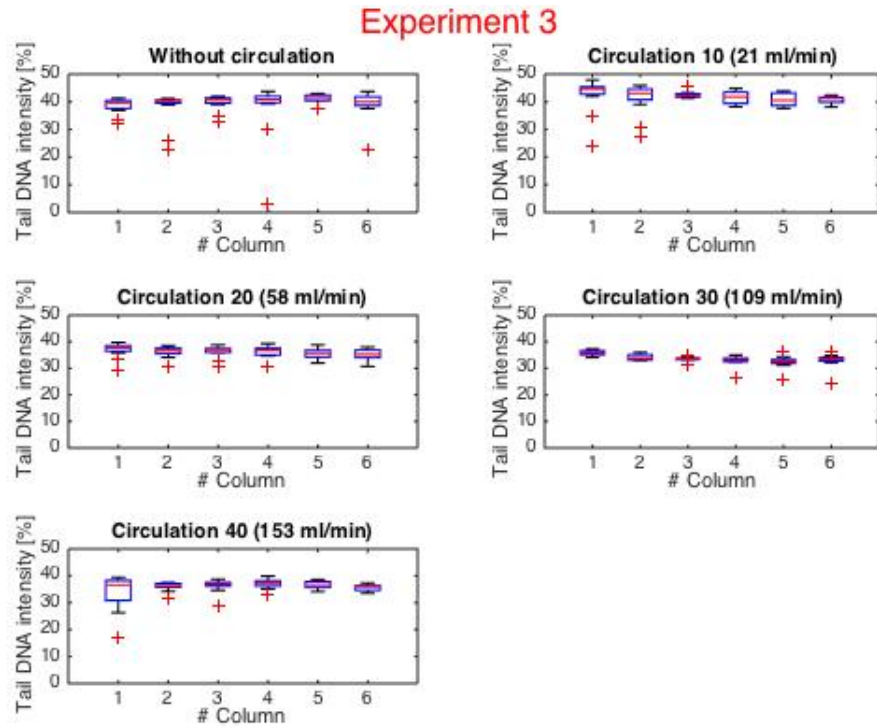 Experiment 3
Without circulation
Tail DNA intensity [%]
50
40
30
20
10
0
1 2 3 4 5 6
# Column
Circulation 10 (21 ml/min)
Tail DNA intensity [%]
50
40
30
20
10
0
1 2 3 4 5 6
# Column
Circulation 20 (58 ml/min)
Tail DNA intensity [%]
50
40
30
20
10
0
1 2 3 4 5 6
# Column
Circulation 30 (109 ml/min)
Tail DNA intensity [%]
50
40
30
20
10
0
1 2 3 4 5 6
# Column
Circulation 40 (153 ml/min)
Tail DNA intensity [%]
50
40
30
20
10
0
1 2 3 4 5 6
# Column